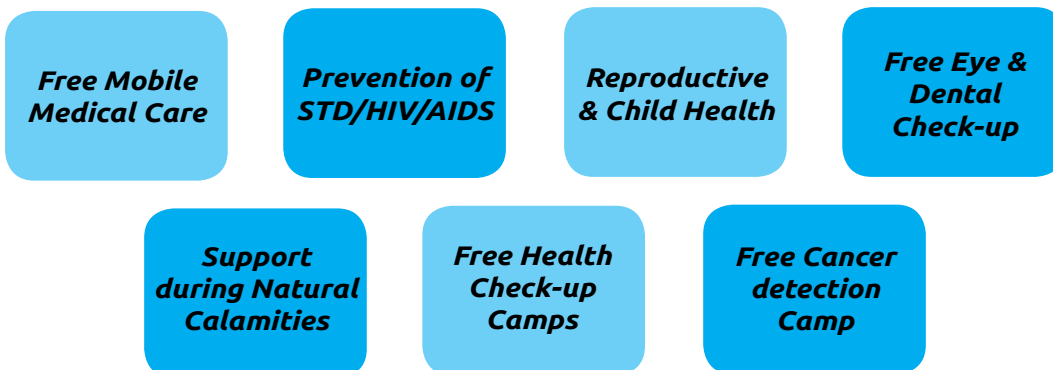 Free Mobile
Medical Care
Prevention of
STD/HIV/AIDS
Reproductive
& Child Health
Free Eye &
Dental
Check-up
Support
during Natural
Calamities
Free Health
Check-up
Camps
Free Cancer
detection
Camp